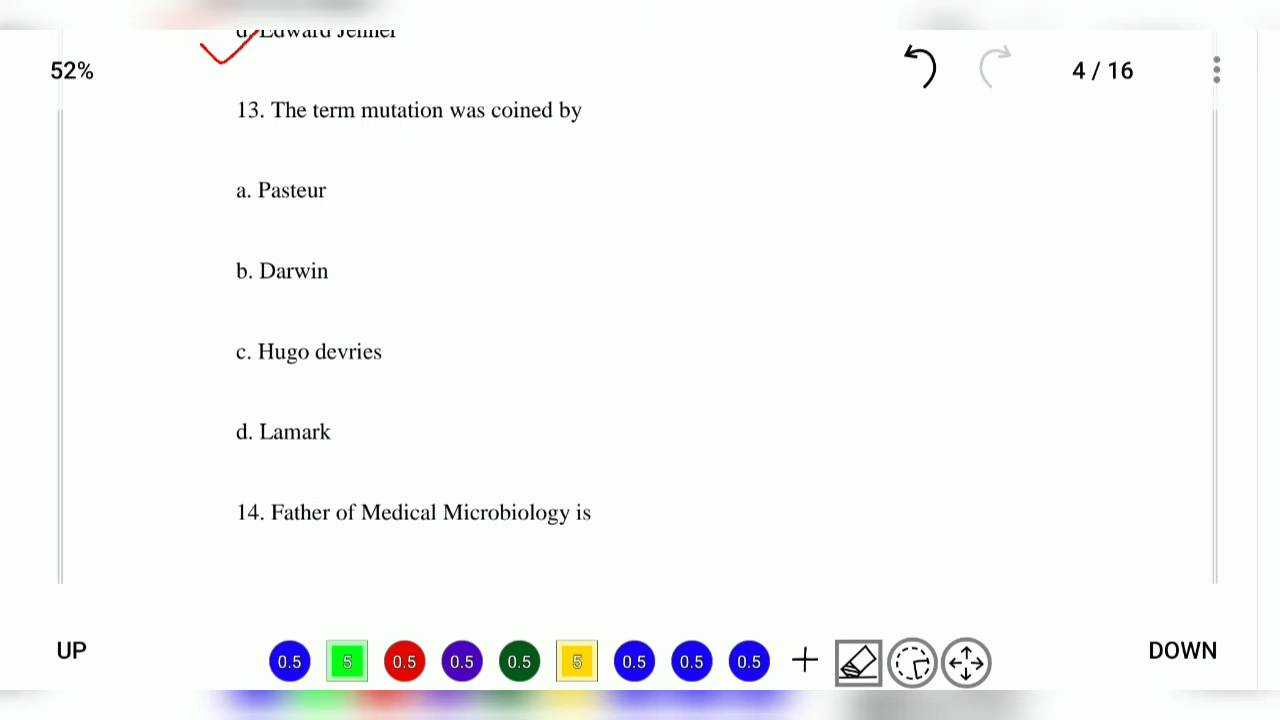 d. Edward Jenner
52%
4 / 16
13. The term mutation was coined by
a. Pasteur
b. Darwin
c. Hugo devries
d. Lamark
14. Father of Medical Microbiology is
UP
0.5 5 0.5 0.5 0.5 5 0.5 0.5 0.5
DOWN